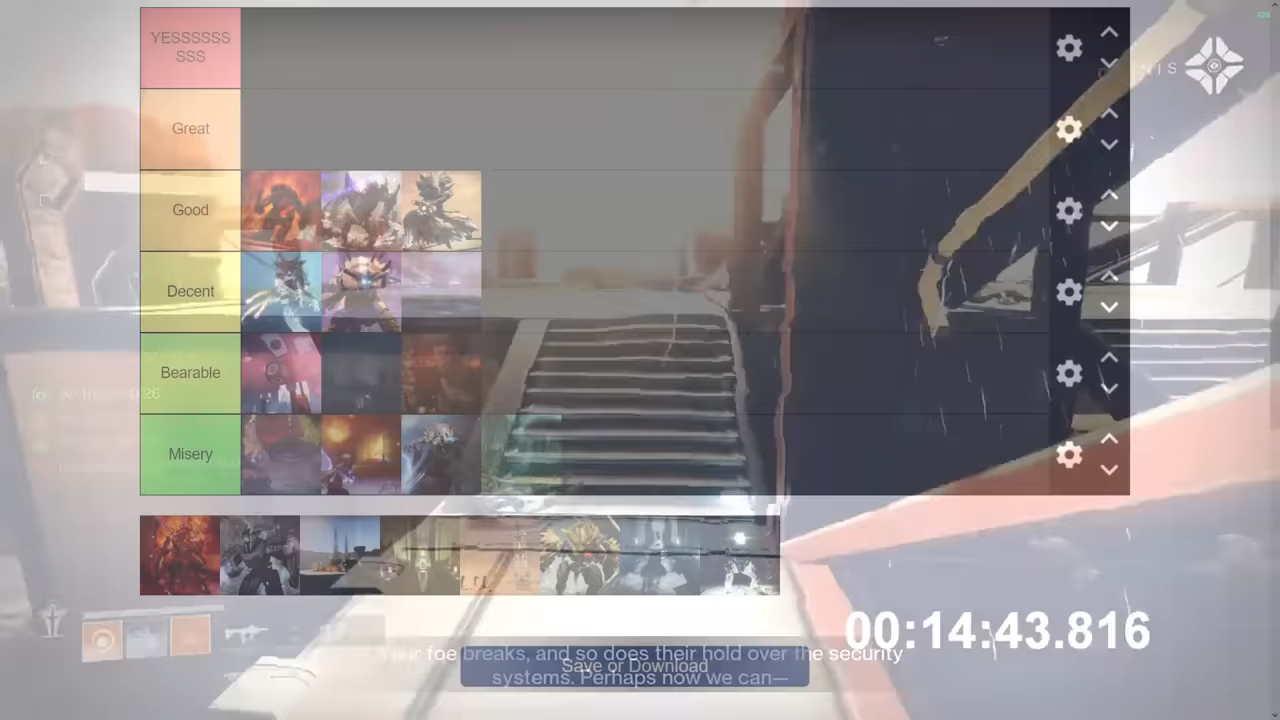 YESSSSSS
SSS
Great
Good
Decent
Bearable
Misery
00:14:43.816
foe breaks, and so does their hold over the security
systems. Perhaps now we can—
Save or Download